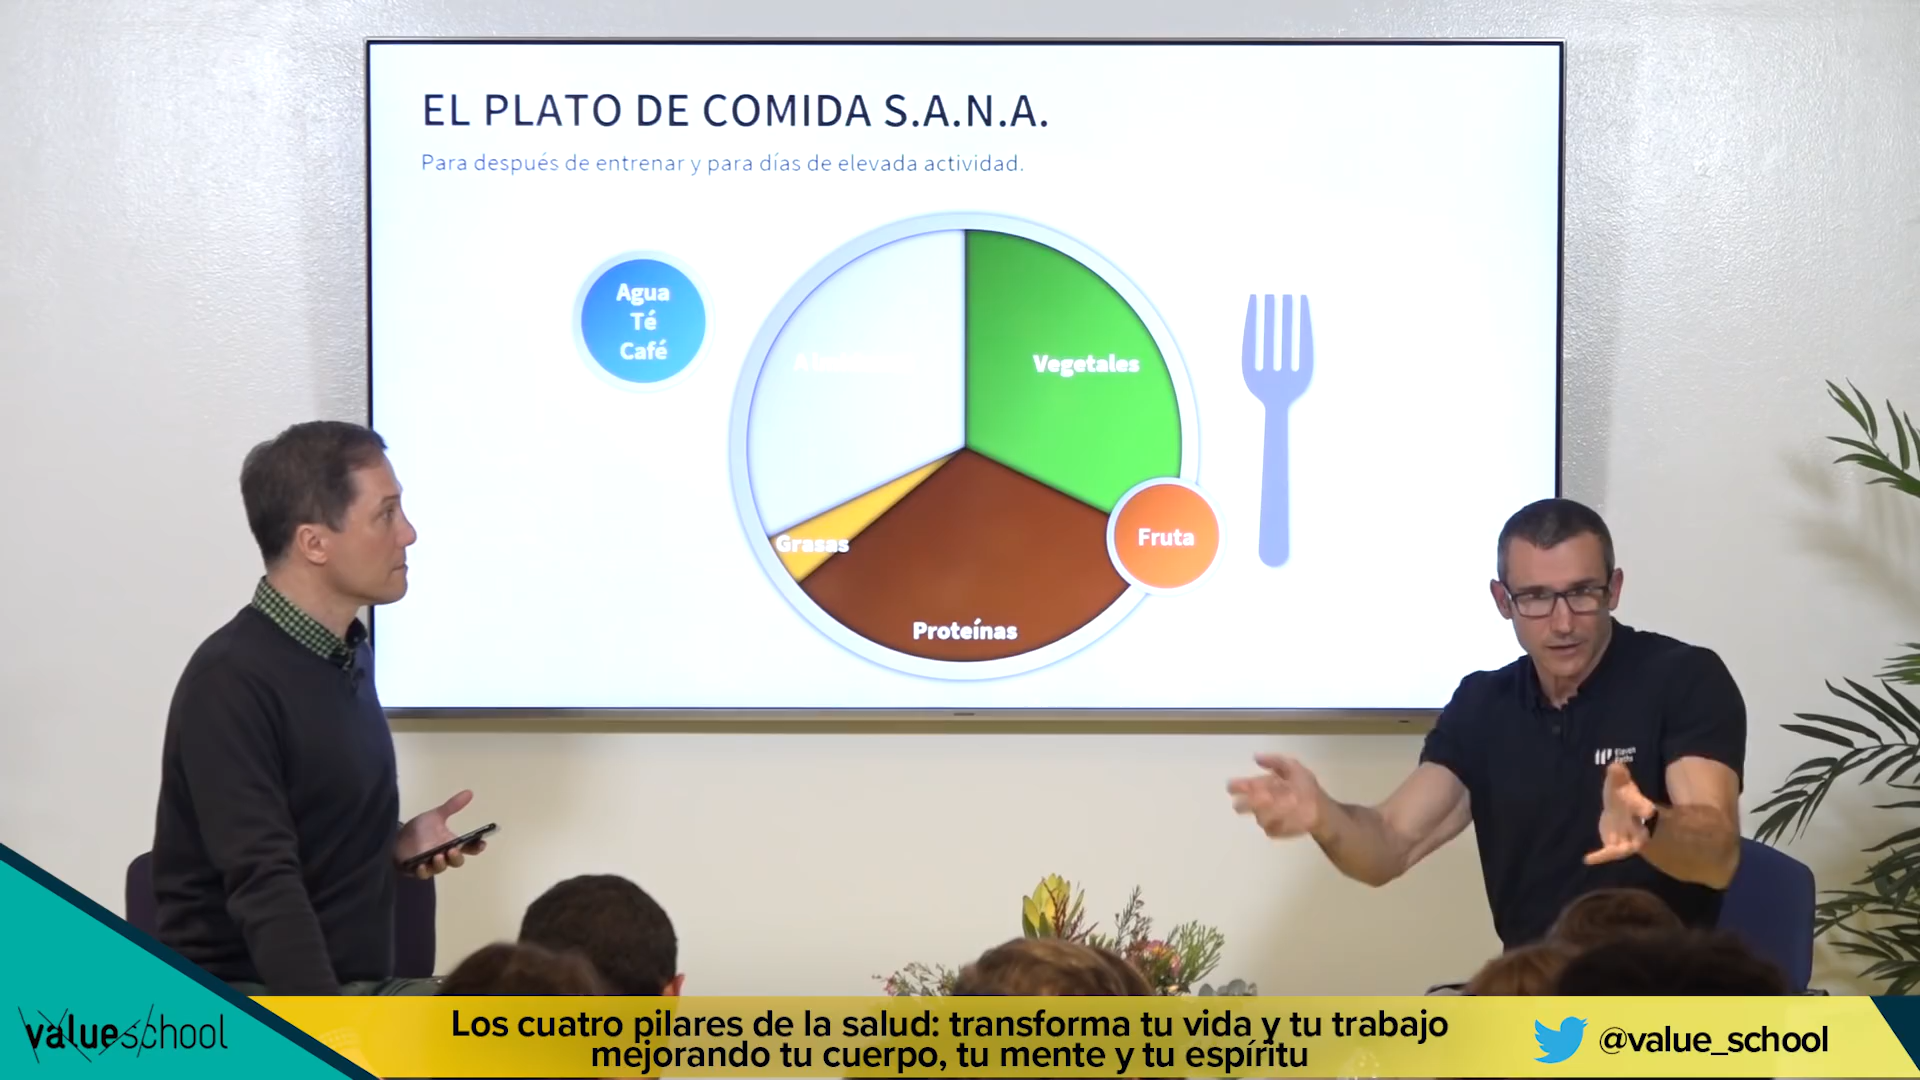 EL PLATO DE COMIDA S.A.N.A.
Para después de entrenar y para días de elevada actividad.
Agua
Té
Café
Vegetales
Grasas
Fruta
Proteínas
Eleven
Paths
valueschool
Los cuatro pilares de la salud: transforma tu vida y tu trabajo
mejorando tu cuerpo, tu mente y tu espíritu
@value_school